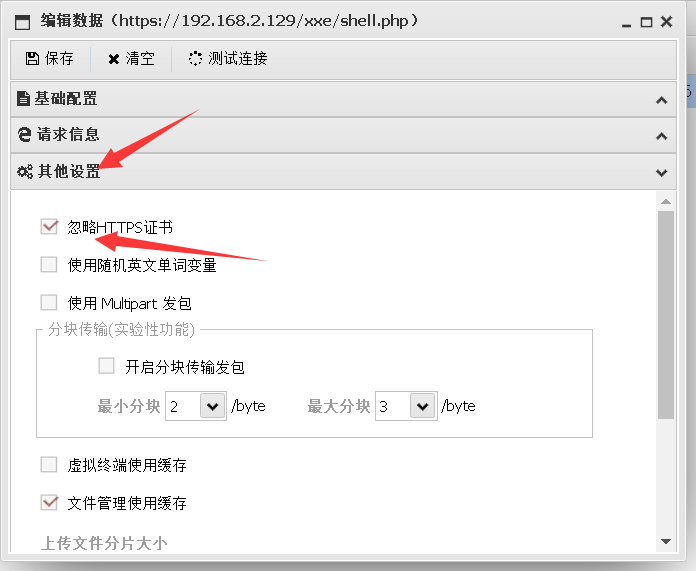 编辑数据（https://192.168.2.129/xxe/shell.php）
保存 清空 测试连接
基础配置
请求信息
其他设置
忽略HTTPS证书
使用随机英文单词变量
使用 Multipart 发包
分块传输(实验性功能)
开启分块传输发包
最小分块 2 /byte 最大分块 3 /byte
虚拟终端使用缓存
文件管理使用缓存
上传文件分片大小